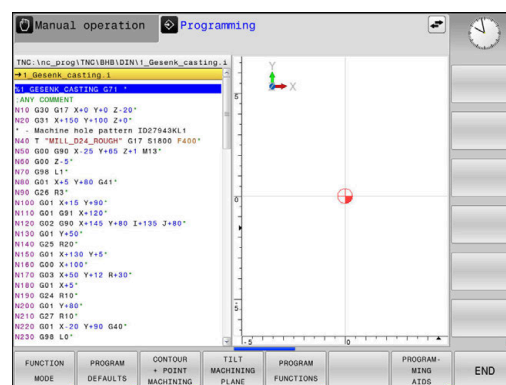 Manual operation
Programming
TNC:\nc_prog\TNC\BHB\DIN\1_Gesenk_casting.i
→1_Gesenk_casting.i
%1_GESENK_CASTING G71 *
;ANY COMMENT
N10 G30 G17 X+0 Y+0 Z-20*
N20 G31 X+150 Y+100 Z+0*
* - Machine hole pattern ID27943KL1
N40 T "MILL_D24_ROUGH" G17 S1800 F400*
N50 G00 G90 X-25 Y+65 Z+1 M13*
N60 G00 Z-5*
N70 G98 L1*
N80 G01 X+5 Y+80 G41*
N90 G26 R3*
N100 G01 X+15 Y+90*
N110 G01 G91 X+120*
N120 G02 G90 X+145 Y+80 I+135 J+80*
N130 G01 Y+50*
N140 G25 R20*
N150 G01 X+130 Y+5*
N160 G00 X+100*
N170 G03 X+50 Y+12 R+30*
N180 G01 X+5*
N190 G24 R10*
N200 G01 Y+80*
N210 G27 R10*
N220 G01 X-20 Y+90 G40*
N230 G98 L0*
Y
X
5
0
-5
-5
0
FUNCTION MODE
PROGRAM DEFAULTS
CONTOUR + POINT MACHINING
TILT MACHINING PLANE
PROGRAM FUNCTIONS
PROGRAM- MING AIDS
END